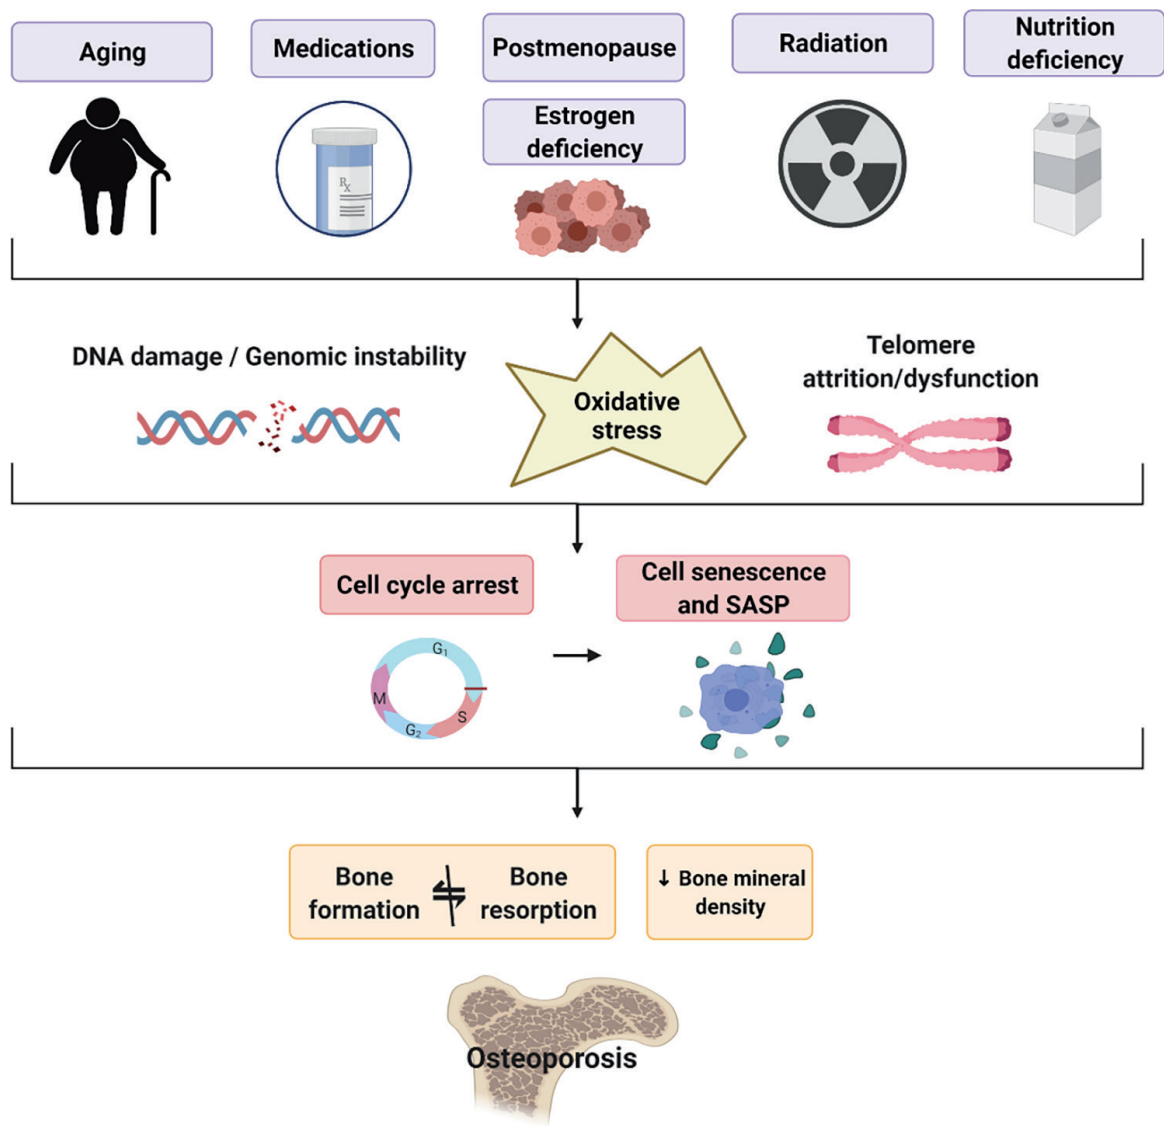 Aging
Medications
Postmenopause
Radiation
Nutrition
deficiency
Estrogen
deficiency
Rx
DNA damage / Genomic instability
Oxidative
stress
Telomere
attrition/dysfunction
Cell cycle arrest
Cell senescence
and SASP
G1
M
S
G2
Bone
formation
Bone
resorption
↓ Bone mineral
density
Osteoporosis